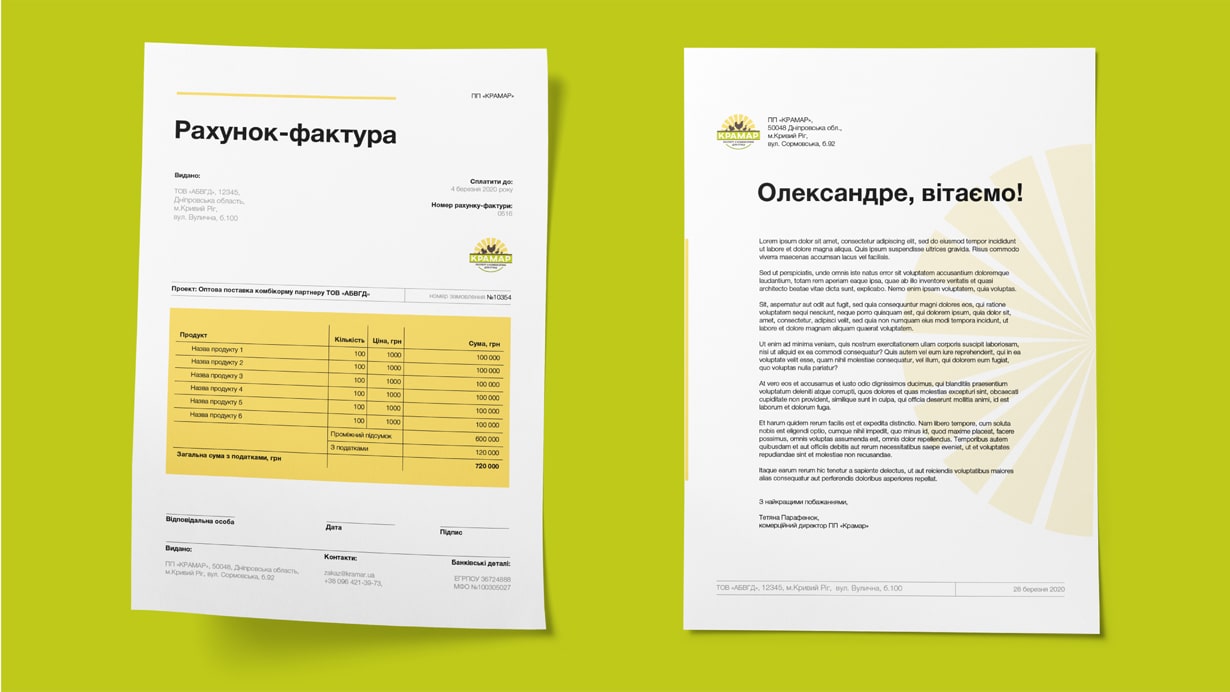 ПП «КРАМАР»
Рахунок-фактура
Видано:
ТОВ «АБВГД», 12345,
Дніпровська область,
м.Кривий Ріг,
вул. Вулична, б.100
Сплатити до:
4 березня 2020 року
Номер рахунку-фактури:
0516
КРАМАР
Проект: Оптова поставка комбікорму партнеру ТОВ «АБВГД»
номер замовлення №10354
Продукт Кількість Ціна, грн Сума, грн
Назва продукту 1 100 1000 100 000
Назва продукту 2 100 1000 100 000
Назва продукту 3 100 1000 100 000
Назва продукту 4 100 1000 100 000
Назва продукту 5 100 1000 100 000
Назва продукту 6 100 1000 100 000
Проміжний підсумок 600 000
З податками 120 000
Загальна сума з податками, грн 720 000
Відповідальна особа
Дата
Підпис
Видано:
ПП «КРАМАР», 50048, Дніпровська область,
м.Кривий Ріг, вул. Сормовська, б.92
Контакти:
zakaz@kramar.ua
+38 096 421-39-73,
Банківські деталі:
ЕГРПОУ 36724888
МФО №100305027
КРАМАР
ПП «КРАМАР»,
50048 Дніпровська обл.,
м.Кривий Ріг,
вул. Сормовська, б.92
Олександре, вітаємо!
Lorem ipsum dolor sit amet, consectetur adipiscing elit, sed do eiusmod tempor incididunt
ut labore et dolore magna aliqua. Quis ipsum suspendisse ultrices gravida. Risus commodo
viverra maecenas accumsan lacus vel facilisis.
Sed ut perspiciatis, unde omnis iste natus error sit voluptatem accusantium doloremque
laudantium, totam rem aperiam eaque ipsa, quae ab illo inventore veritatis et quasi
architecto beatae vitae dicta sunt, explicabo. Nemo enim ipsam voluptatem, quia voluptas.
Sit, aspernatur aut odit aut fugit, sed quia consequuntur magni dolores eos, qui ratione
voluptatem sequi nesciunt, neque porro quisquam est, qui dolorem ipsum, quia dolor sit,
amet, consectetur, adipisci velit, sed quia non numquam eius modi tempora incidunt, ut
labore et dolore magnam aliquam quaerat voluptatem.
Ut enim ad minima veniam, quis nostrum exercitationem ullam corporis suscipit laboriosam,
nisi ut aliquid ex ea commodi consequatur? Quis autem vel eum iure reprehenderit, qui in ea
voluptate velit esse, quam nihil molestiae consequatur, vel illum, qui dolorem eum fugiat,
quo voluptas nulla pariatur?
At vero eos et accusamus et iusto odio dignissimos ducimus, qui blanditiis praesentium
voluptatum deleniti atque corrupti, quos dolores et quas molestias excepturi sint, obcaecati
cupiditate non provident, similique sunt in culpa, qui officia deserunt mollitia animi, id est
laborum et dolorum fuga.
Et harum quidem rerum facilis est et expedita distinctio. Nam libero tempore, cum soluta
nobis est eligendi optio, cumque nihil impedit, quo minus id, quod maxime placeat, facere
possimus, omnis voluptas assumenda est, omnis dolor repellendus. Temporibus autem
quibusdam et aut officiis debitis aut rerum necessitatibus saepe eveniet, ut et voluptates
repudiandae sint et molestiae non recusandae.
Itaque earum rerum hic tenetur a sapiente delectus, ut aut reiciendis voluptatibus maiores
alias consequatur aut perferendis doloribus asperiores repellat.
З найкращими побажаннями,
Тетяна Парафенюк,
комерційний директор ПП «Крамар»
ТОВ «АБВГД», 12345, м.Кривий Ріг, вул. Вулична, б.100
28 березня 2020